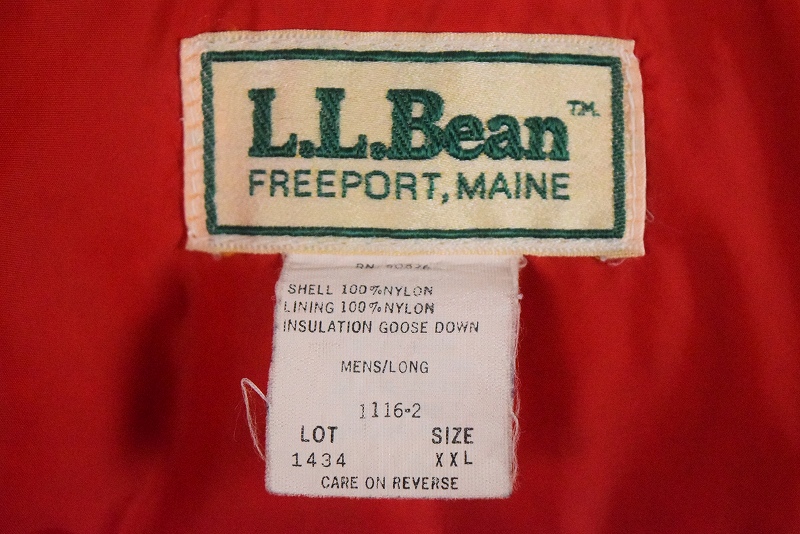 L.L.Bean TM.
FREEPORT, MAINE
SHELL 100% NYLON
LINING 100% NYLON
INSULATION GOOSE DOWN
MENS/LONG
1116-2
LOT SIZE
1434 XXL
CARE ON REVERSE